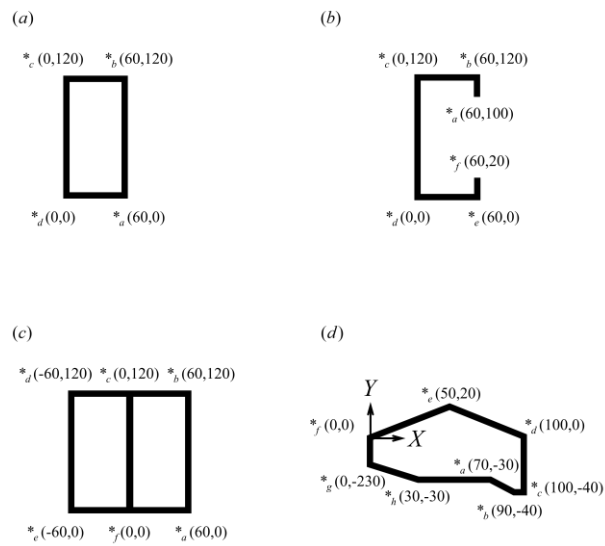 (a)
*c (0,120) *b (60,120)
*d (0,0) *a (60,0)
(b)
*c (0,120) *b (60,120)
*a (60,100)
*f (60,20)
*d (0,0) *e (60,0)
(c)
*d (-60,120) *c (0,120) *b (60,120)
*e (-60,0) *f (0,0) *a (60,0)
(d)
Y
*e (50,20)
*f (0,0) X *d (100,0)
*a (70,-30)
*g (0,-230) *h (30,-30) *c (100,-40)
*b (90,-40)